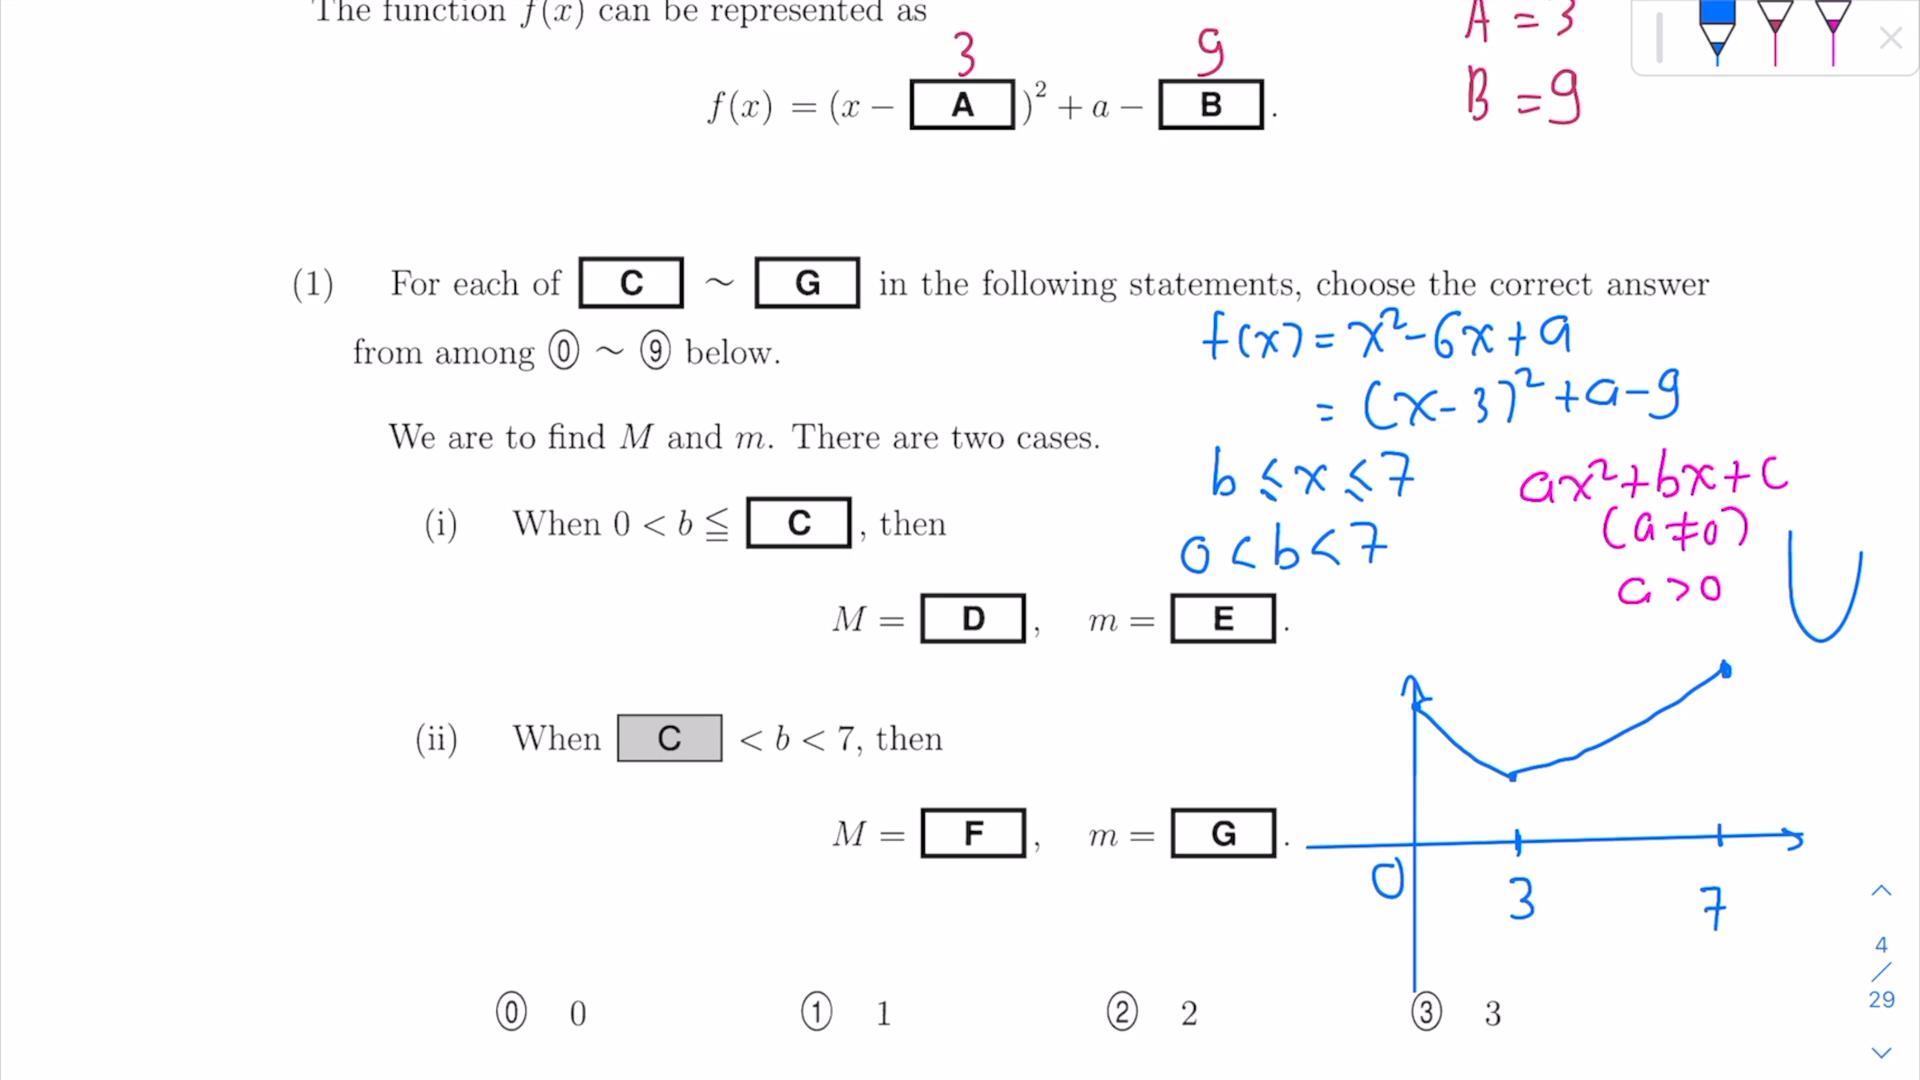 The function f(x) can be represented as
A = 3
3 9
f(x) = (x − A )² + a − B .
B = 9
(1) For each of C ~ G in the following statements, choose the correct answer
from among ⓪ ~ ⑨ below.
f(x) = x² - 6x + a
= (x - 3)² + a - 9
We are to find M and m. There are two cases.
b ≤ x ≤ 7
ax² + bx + c
(a ≠ 0)
(i) When 0 < b ≦ C , then
0 < b < 7
a > 0
M = D , m = E .
(ii) When C < b < 7, then
M = F , m = G .
0 3 7
4
/
29
⓪ 0 ① 1 ② 2 ③ 3